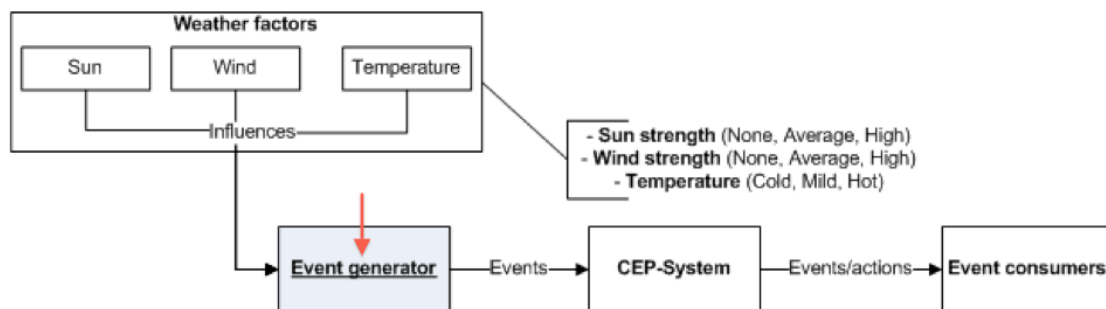 Weather factors
Sun
Wind
Temperature
Influences
- Sun strength (None, Average, High)
- Wind strength (None, Average, High)
- Temperature (Cold, Mild, Hot)
Event generator
Events
CEP-System
Events/actions
Event consumers